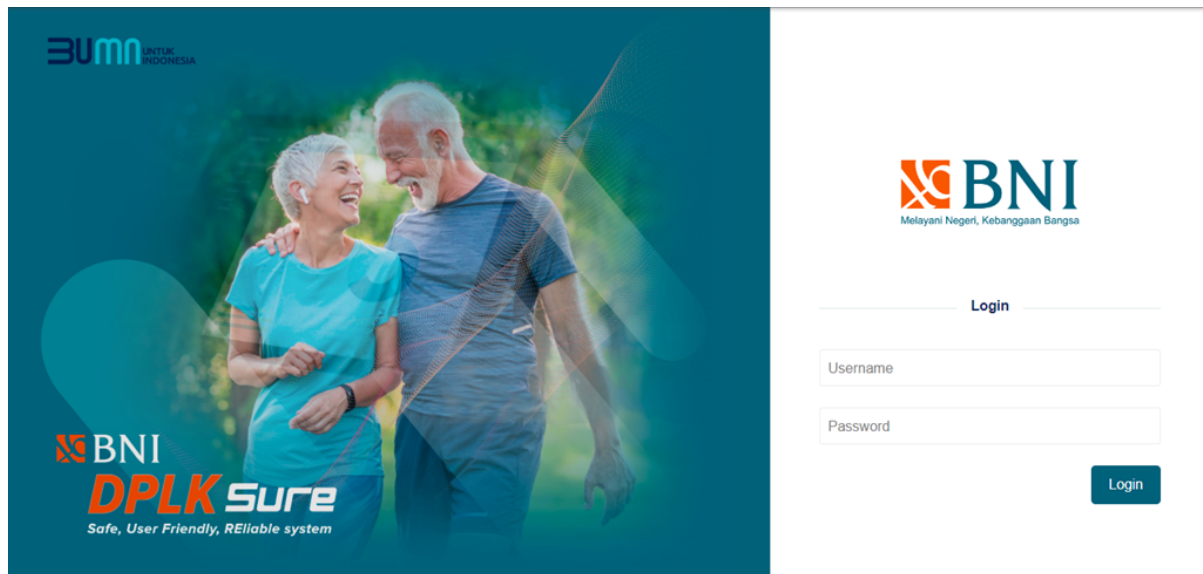 BUMN UNTUK
INDONESIA
BNI
DPLK Sure
Safe, User Friendly, REliable system
BNI
Melayani Negeri, Kebanggaan Bangsa
Login
Username
Password
Login